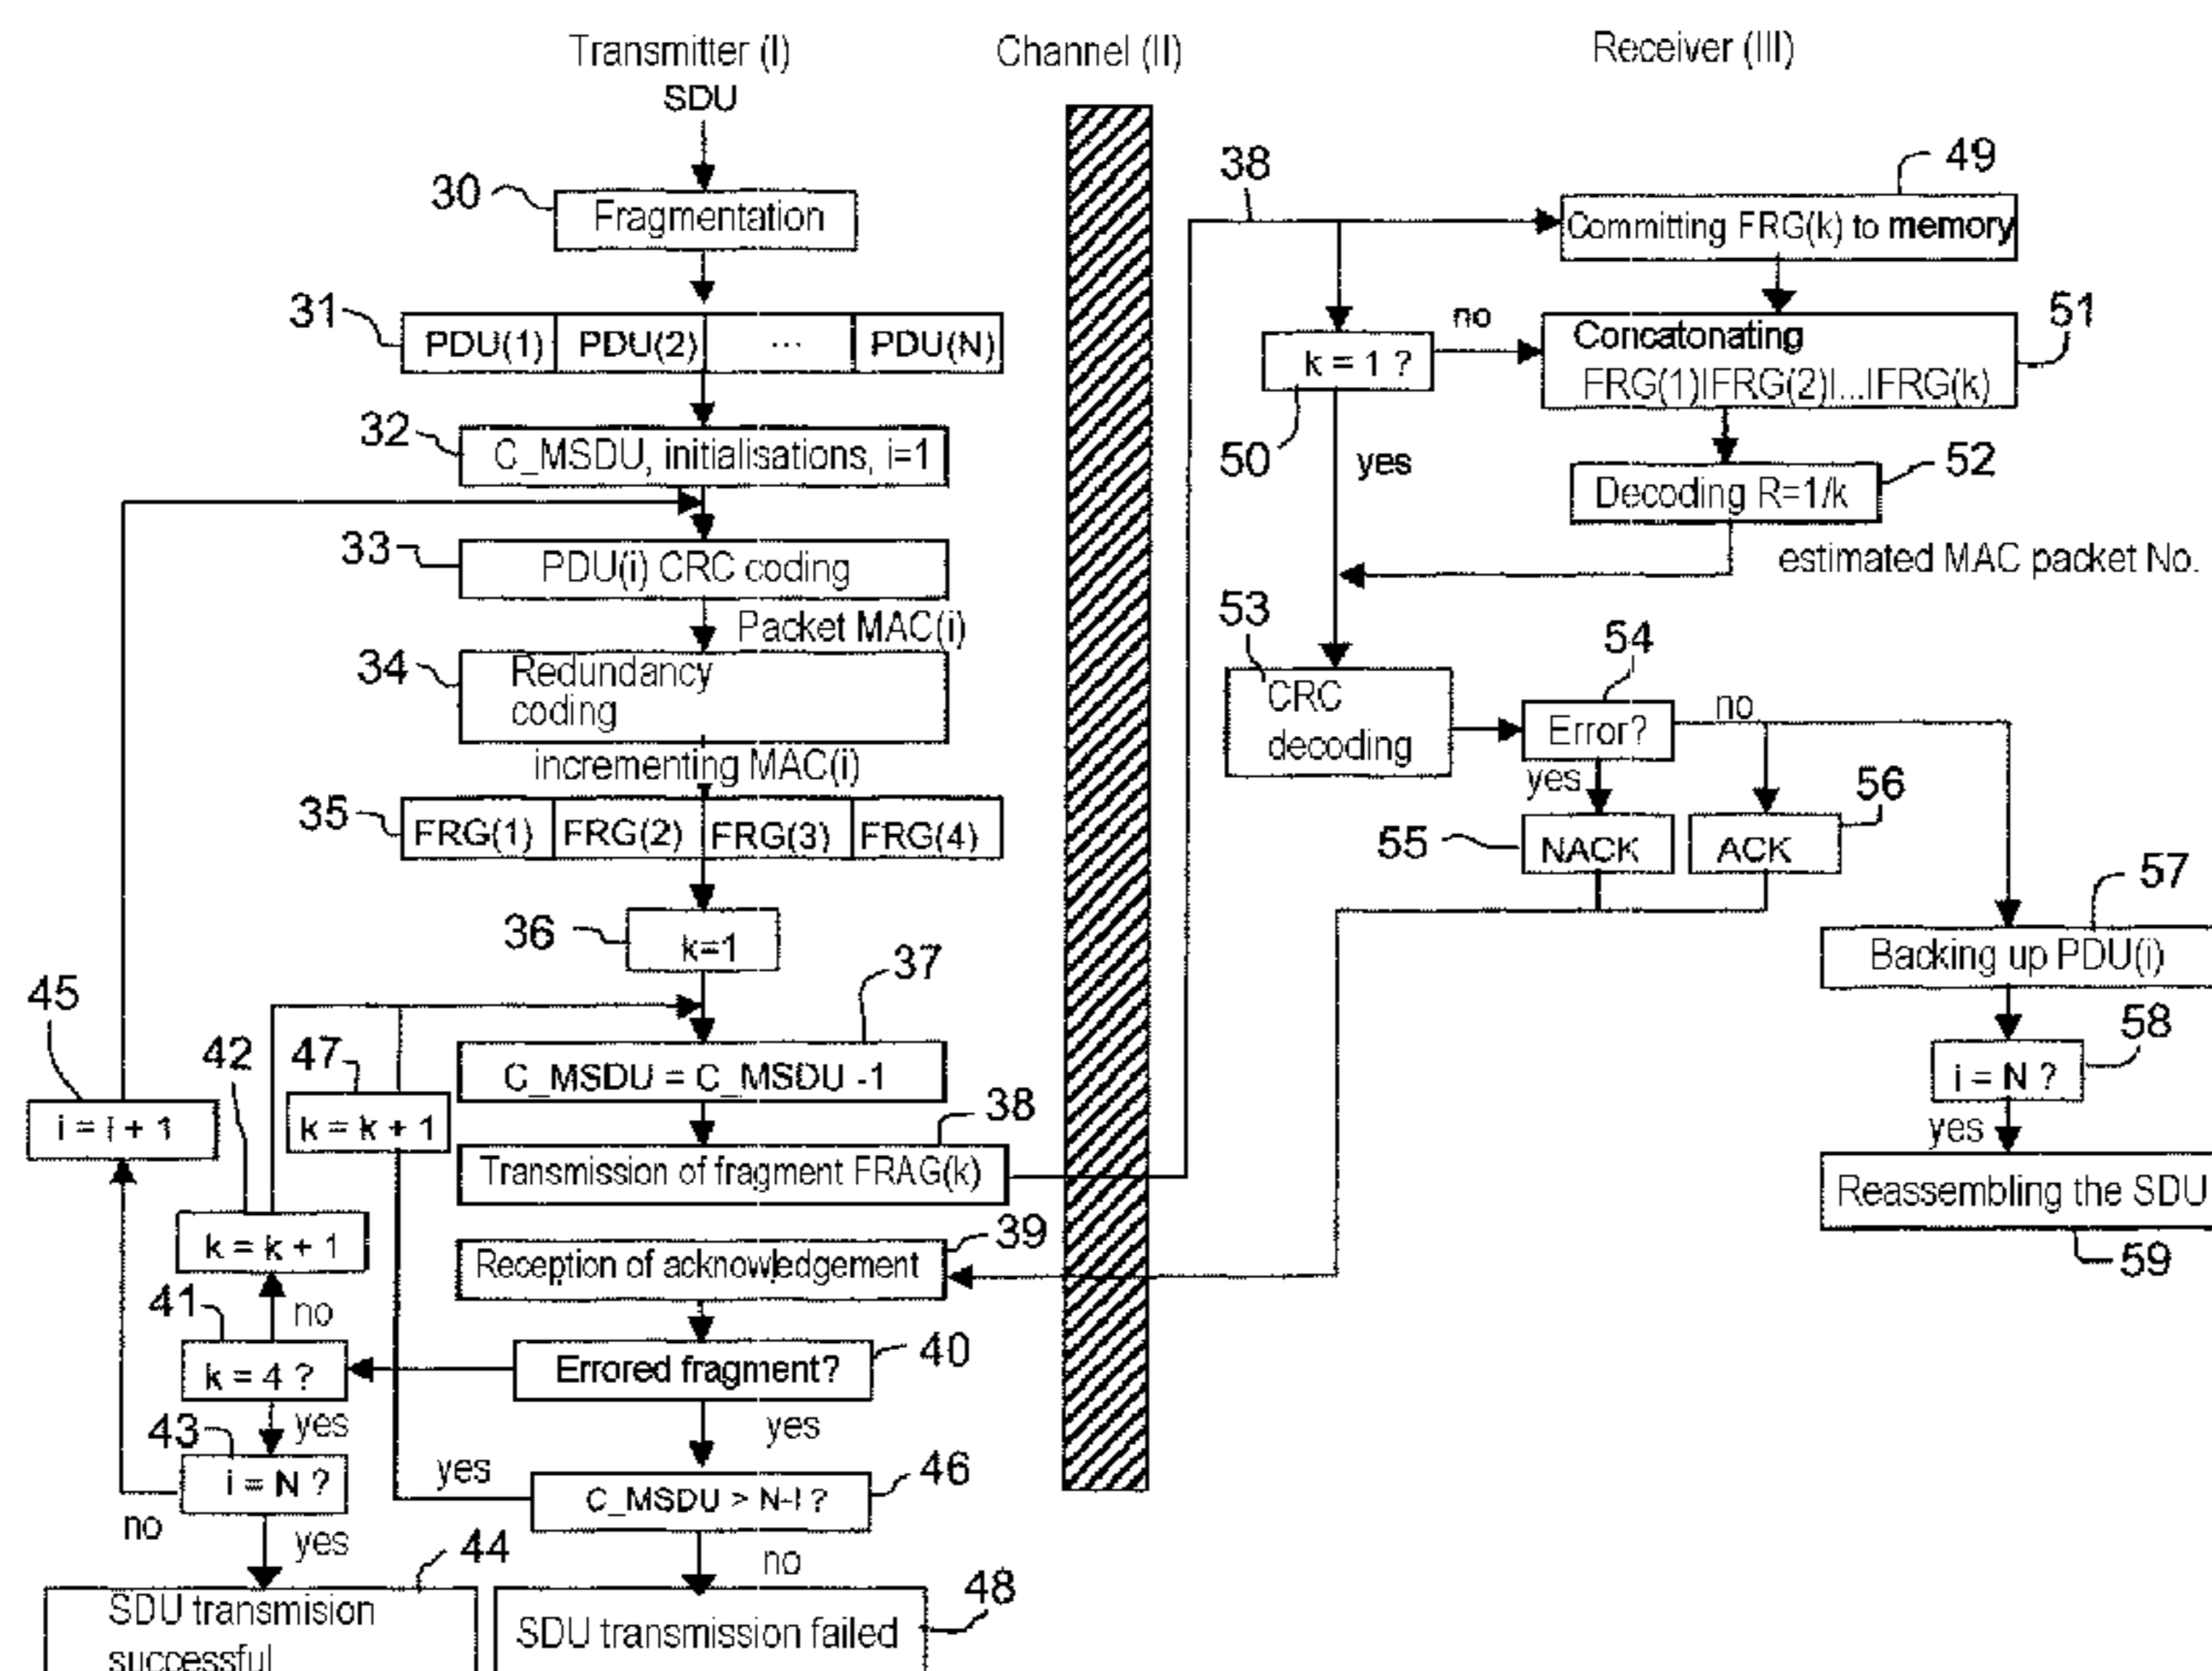 Transmitter (I)
Channel (II)
Receiver (III)
SDU
30
Fragmentation
31
PDU(1) PDU(2) ... PDU(N)
32
C_MSDU, initialisations, i=1
33
PDU(i) CRC coding
Packet MAC(i)
34
Redundancy
coding
incrementing MAC(i)
35
FRG(1) FRG(2) FRG(3) FRG(4)
36
k=1
37
C_MSDU = C_MSDU -1
38
Transmission of fragment FRAG(k)
39
Reception of acknowledgement
40
Errored fragment?
yes
46
C_MSDU > N-I ?
yes
no
48
SDU transmission failed
45
i = i + 1
42
k = k + 1
47
k = k + 1
41
no
k = 4 ?
yes
43
i = N ?
no
yes
44
SDU transmision
successful
38
49
Committing FRG(k) to memory
50
k = 1 ?
no
yes
51
Concatonating
FRG(1)IFRG(2)I...IFRG(k)
52
Decoding R=1/k
estimated MAC packet No.
53
CRC
decoding
54
Error?
no
yes
55
NACK
56
ACK
57
Backing up PDU(i)
58
i = N ?
yes
Reassembling the SDU
59